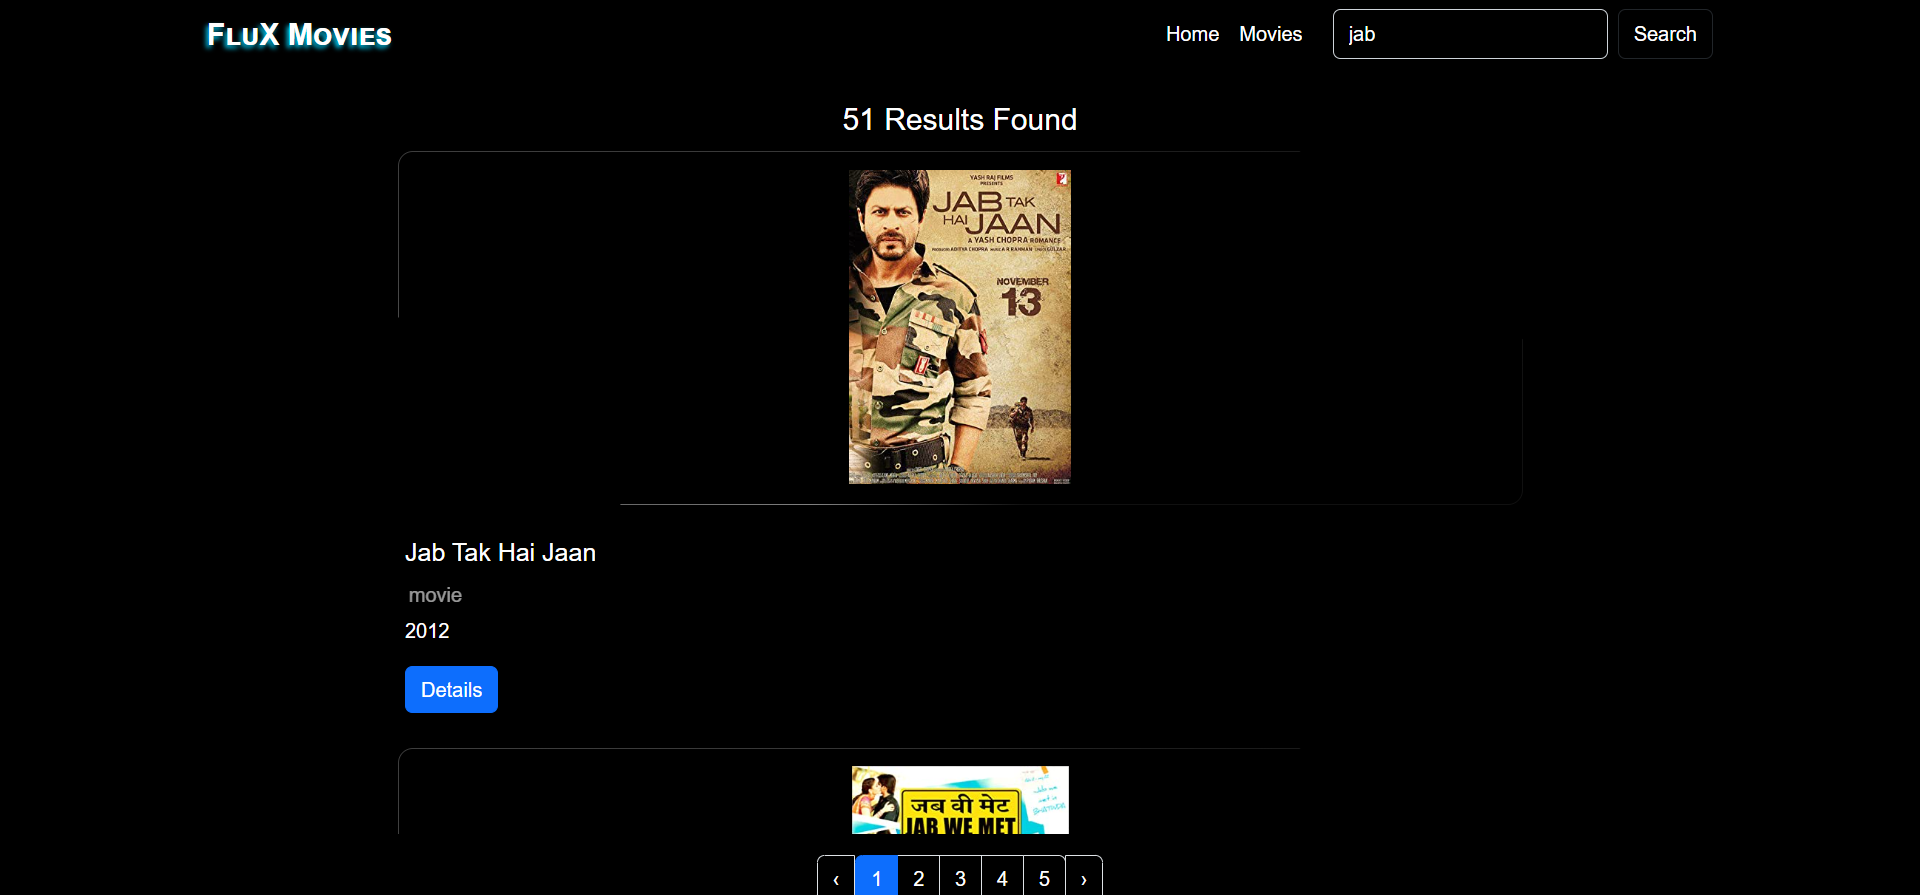 FluX Movies
Home Movies jab Search
51 Results Found
YASH RAJ FILMS
PRESENTS
JAB TAK
HAI JAAN
A YASH CHOPRA ROMANCE
NOVEMBER
13
Jab Tak Hai Jaan
movie
2012
Details
जब वी मेट
JAB WE MET
‹ 1 2 3 4 5 ›